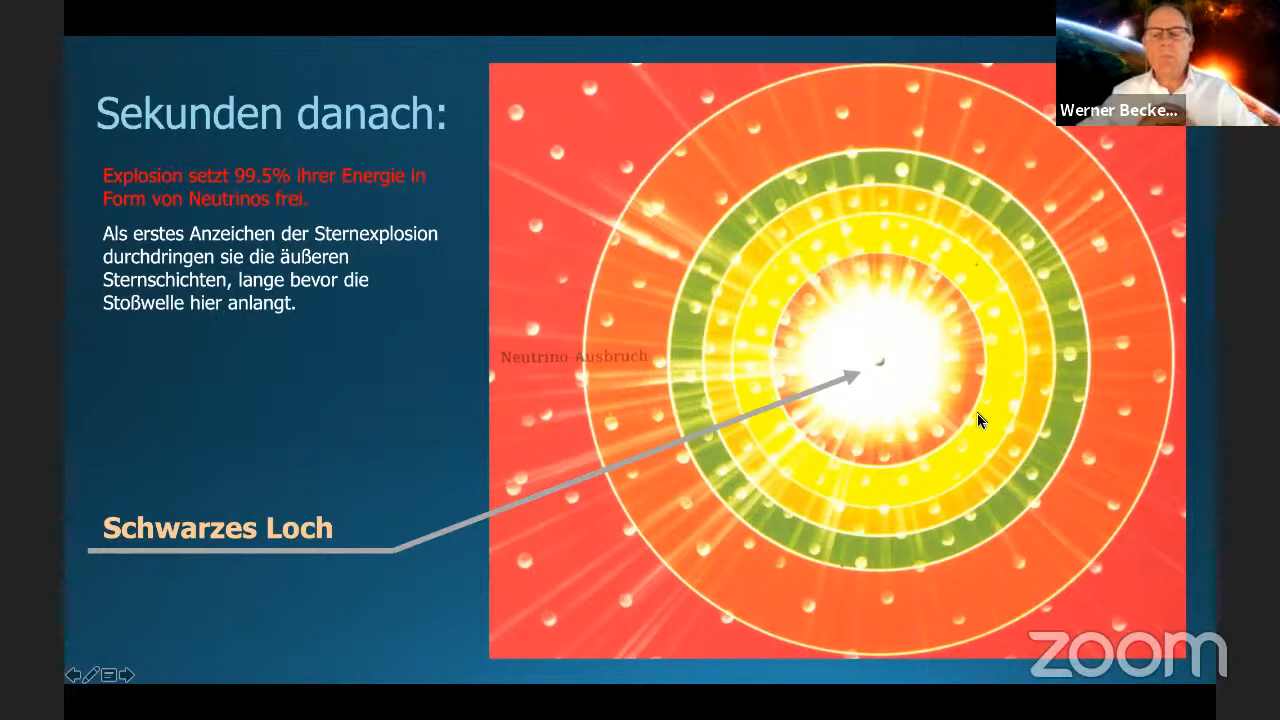 Sekunden danach:
Explosion setzt 99.5% ihrer Energie in
Form von Neutrinos frei.
Als erstes Anzeichen der Sternexplosion
durchdringen sie die äußeren
Sternschichten, lange bevor die
Stoßwelle hier anlangt.
Schwarzes Loch
Neutrino-Ausbruch
Werner Becke...
zoom